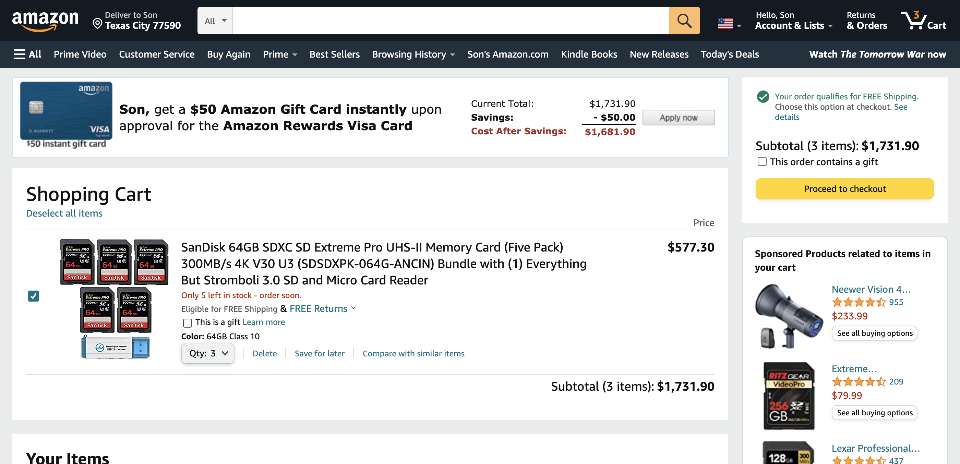 amazon
Deliver to Son
Texas City 77590
All
Hello, Son
Account & Lists
Returns
& Orders
3
Cart
All
Prime Video
Customer Service
Buy Again
Prime
Best Sellers
Browsing History
Son's Amazon.com
Kindle Books
New Releases
Today's Deals
Watch The Tomorrow War now
amazon
VISA
$50 instant gift card
Son, get a $50 Amazon Gift Card instantly upon
approval for the Amazon Rewards Visa Card
Current Total: $1,731.90
Savings: - $50.00
Cost After Savings: $1,681.90
Apply now
Your order qualifies for FREE Shipping.
Choose this option at checkout. See
details
Subtotal (3 items): $1,731.90
This order contains a gift
Proceed to checkout
Shopping Cart
Deselect all items
Price
SanDisk 64GB SDXC SD Extreme Pro UHS-II Memory Card (Five Pack)
300MB/s 4K V30 U3 (SDSDXPK-064G-ANCIN) Bundle with (1) Everything
But Stromboli 3.0 SD and Micro Card Reader
$577.30
Only 5 left in stock - order soon.
Eligible for FREE Shipping & FREE Returns
This is a gift Learn more
Color: 64GB Class 10
Qty: 3
Delete
Save for later
Compare with similar items
Subtotal (3 items): $1,731.90
Your Items
Sponsored Products related to items in
your cart
Neewer Vision 4...
955
$233.99
See all buying options
RITZ GEAR
VideoPro
256
GB
Extreme...
209
$79.99
See all buying options
128GB
300
Lexar Professional...
437